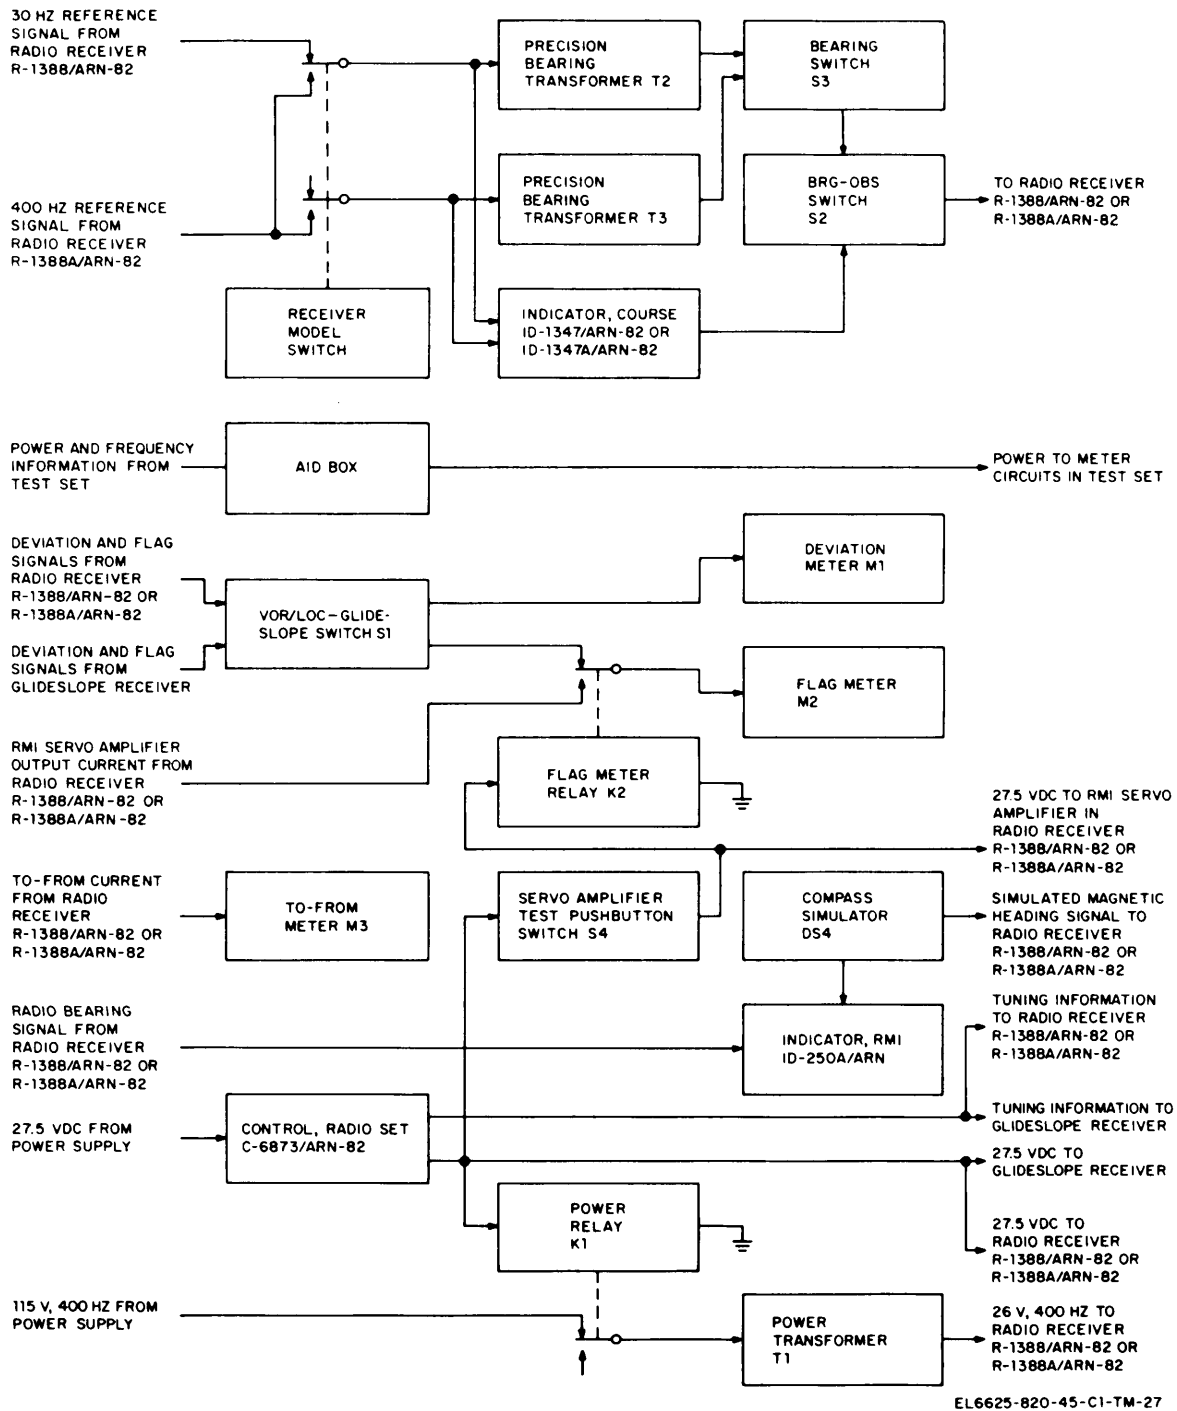 30 HZ REFERENCE
SIGNAL FROM
RADIO RECEIVER
R-1388/ARN-82
PRECISION
BEARING
TRANSFORMER T2
BEARING
SWITCH
S3
400 HZ REFERENCE
SIGNAL FROM
RADIO RECEIVER
R-1388A/ARN-82
PRECISION
BEARING
TRANSFORMER T3
BRG-OBS
SWITCH
S2
TO RADIO RECEIVER
R-1388/ARN-82 OR
R-1388A/ARN-82
RECEIVER
MODEL
SWITCH
INDICATOR, COURSE
ID-1347/ARN-82 OR
ID-1347A/ARN-82
POWER AND FREQUENCY
INFORMATION FROM
TEST SET
AID BOX
POWER TO METER
CIRCUITS IN TEST SET
DEVIATION AND FLAG
SIGNALS FROM
RADIO RECEIVER
R-1388/ARN-82 OR
R-1388A/ARN-82
DEVIATION AND FLAG
SIGNALS FROM
GLIDESLOPE RECEIVER
VOR/LOC-GLIDE-
SLOPE SWITCH S1
DEVIATION
METER M1
FLAG METER
M2
RMI SERVO AMPLIFIER
OUTPUT CURRENT FROM
RADIO RECEIVER
R-1388/ARN-82 OR
R-1388A/ARN-82
FLAG METER
RELAY K2
27.5 VDC TO RMI SERVO
AMPLIFIER IN
RADIO RECEIVER
R-1388/ARN-82 OR
R-1388A/ARN-82
TO-FROM CURRENT
FROM RADIO
RECEIVER
R-1388/ARN-82 OR
R-1388A/ARN-82
TO-FROM
METER M3
SERVO AMPLIFIER
TEST PUSHBUTTON
SWITCH S4
COMPASS
SIMULATOR
DS4
SIMULATED MAGNETIC
HEADING SIGNAL TO
RADIO RECEIVER
R-1388/ARN-82 OR
R-1388A/ARN-82
RADIO BEARING
SIGNAL FROM
RADIO RECEIVER
R-1388/ARN-82 OR
R-1388A/ARN-82
INDICATOR, RMI
ID-250A/ARN
TUNING INFORMATION
TO RADIO RECEIVER
R-1388/ARN-82 OR
R-1388A/ARN-82
27.5 VDC FROM
POWER SUPPLY
CONTROL, RADIO SET
C-6873/ARN-82
TUNING INFORMATION TO
GLIDESLOPE RECEIVER
27.5 VDC TO
GLIDESLOPE RECEIVER
POWER
RELAY
K1
27.5 VDC TO
RADIO RECEIVER
R-1388/ARN-82 OR
R-1388A/ARN-82
115 V, 400 HZ FROM
POWER SUPPLY
POWER
TRANSFORMER
T1
26 V, 400 HZ TO
RADIO RECEIVER
R-1388/ARN-82 OR
R-1388A/ARN-82
EL6625-820-45-C1-TM-27